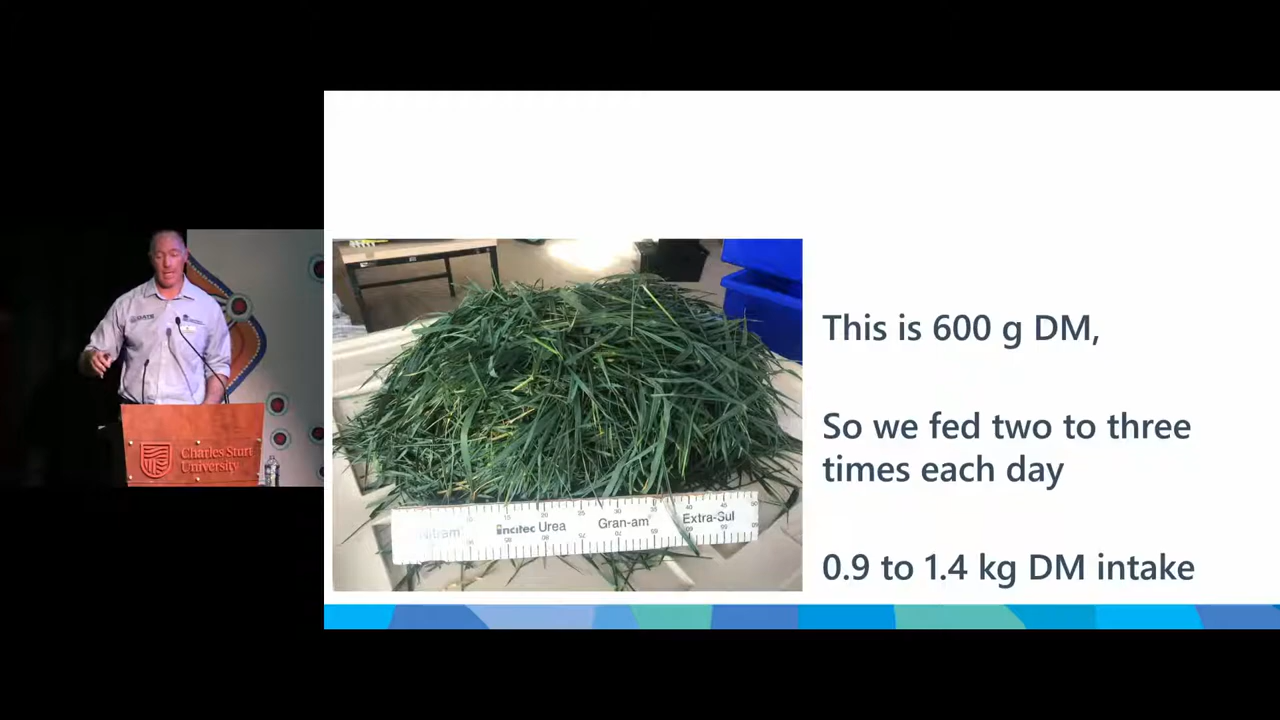 This is 600 g DM,
So we fed two to three
times each day
0.9 to 1.4 kg DM intake
Nitram
Incitec Urea
Gran-am
Extra-Sul
Charles Sturt
University